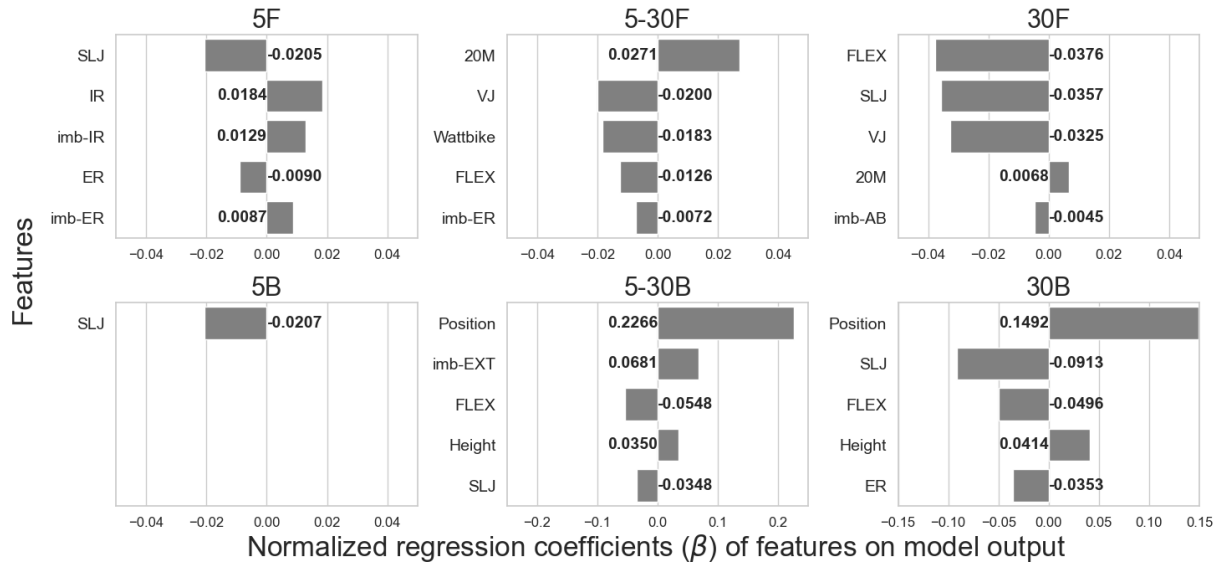 5F
SLJ -0.0205
IR 0.0184
imb-IR 0.0129
ER -0.0090
imb-ER 0.0087
−0.04 −0.02 0.00 0.02 0.04
5-30F
20M 0.0271
VJ -0.0200
Wattbike -0.0183
FLEX -0.0126
imb-ER -0.0072
−0.04 −0.02 0.00 0.02 0.04
30F
FLEX -0.0376
SLJ -0.0357
VJ -0.0325
20M 0.0068
imb-AB -0.0045
−0.04 −0.02 0.00 0.02 0.04
Features
5B
SLJ -0.0207
−0.04 −0.02 0.00 0.02 0.04
5-30B
Position 0.2266
imb-EXT 0.0681
FLEX -0.0548
Height 0.0350
SLJ -0.0348
−0.2 −0.1 0.0 0.1 0.2
30B
Position 0.1492
SLJ -0.0913
FLEX -0.0496
Height 0.0414
ER -0.0353
−0.15 −0.10 −0.05 0.00 0.05 0.10 0.15
Normalized regression coefficients (β) of features on model output